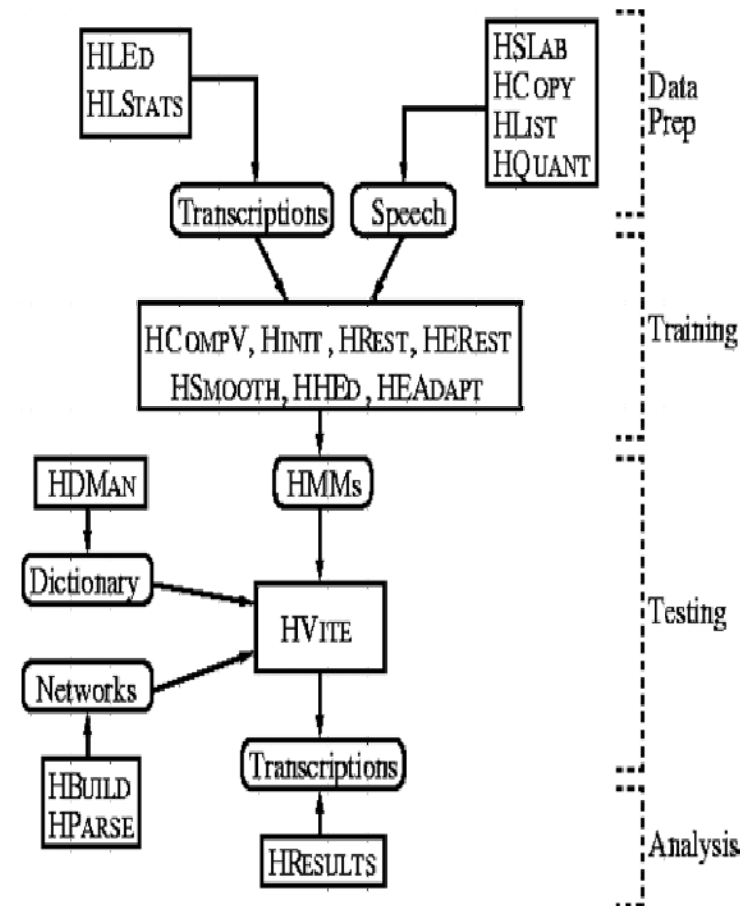 HLEd
HLStats
HSLab
HCopy
HList
HQuant
Data
Prep
Transcriptions
Speech
HCompV, HInit, HRest, HERest
HSmooth, HHEd, HEAdapt
Training
HDMan
HMMs
Dictionary
HVite
Testing
Networks
HBuild
HParse
Transcriptions
HResults
Analysis